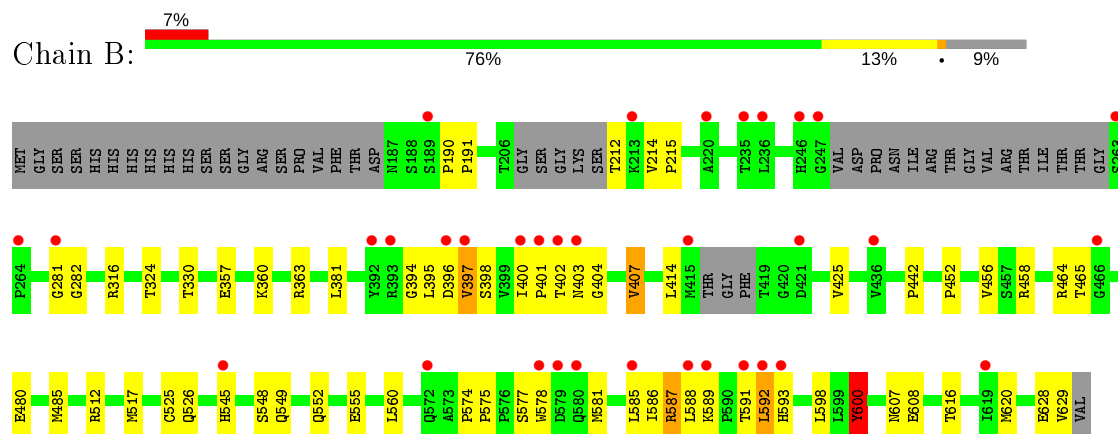 7%
Chain B:
76% 13% • 9%
MET GLY SER SER HIS HIS HIS HIS HIS HIS SER SER GLY ARG SER PRO VAL PHE THR ASP N187 S188 S189 P190 P191 T206 GLY SER GLY LYS SER T212 K213 V214 P215 A220 T235 L236 H246 G247 VAL ASP PRO ASN ILE ARG THR GLY VAL ARG THR ILE THR THR GLY S263
P264 G281 G282 R316 T324 T330 E357 K360 R363 L381 Y392 R393 G394 L395 D396 V397 S398 V399 I400 P401 T402 N403 G404 V407 L414 M415 THR GLY PHE T419 G420 D421 V425 V436 P442 P452 V456 S457 R458 R464 T465 G466
E480 M485 R512 M517 C525 Q526 H545 S548 Q549 Q552 E555 L560 Q572 A573 P574 P575 P576 S577 W578 D579 Q580 M581 L585 I586 R587 L588 K589 P590 T591 L592 H593 L598 L599 Y600 N607 E608 T616 I619 M620 E628 V629 VAL